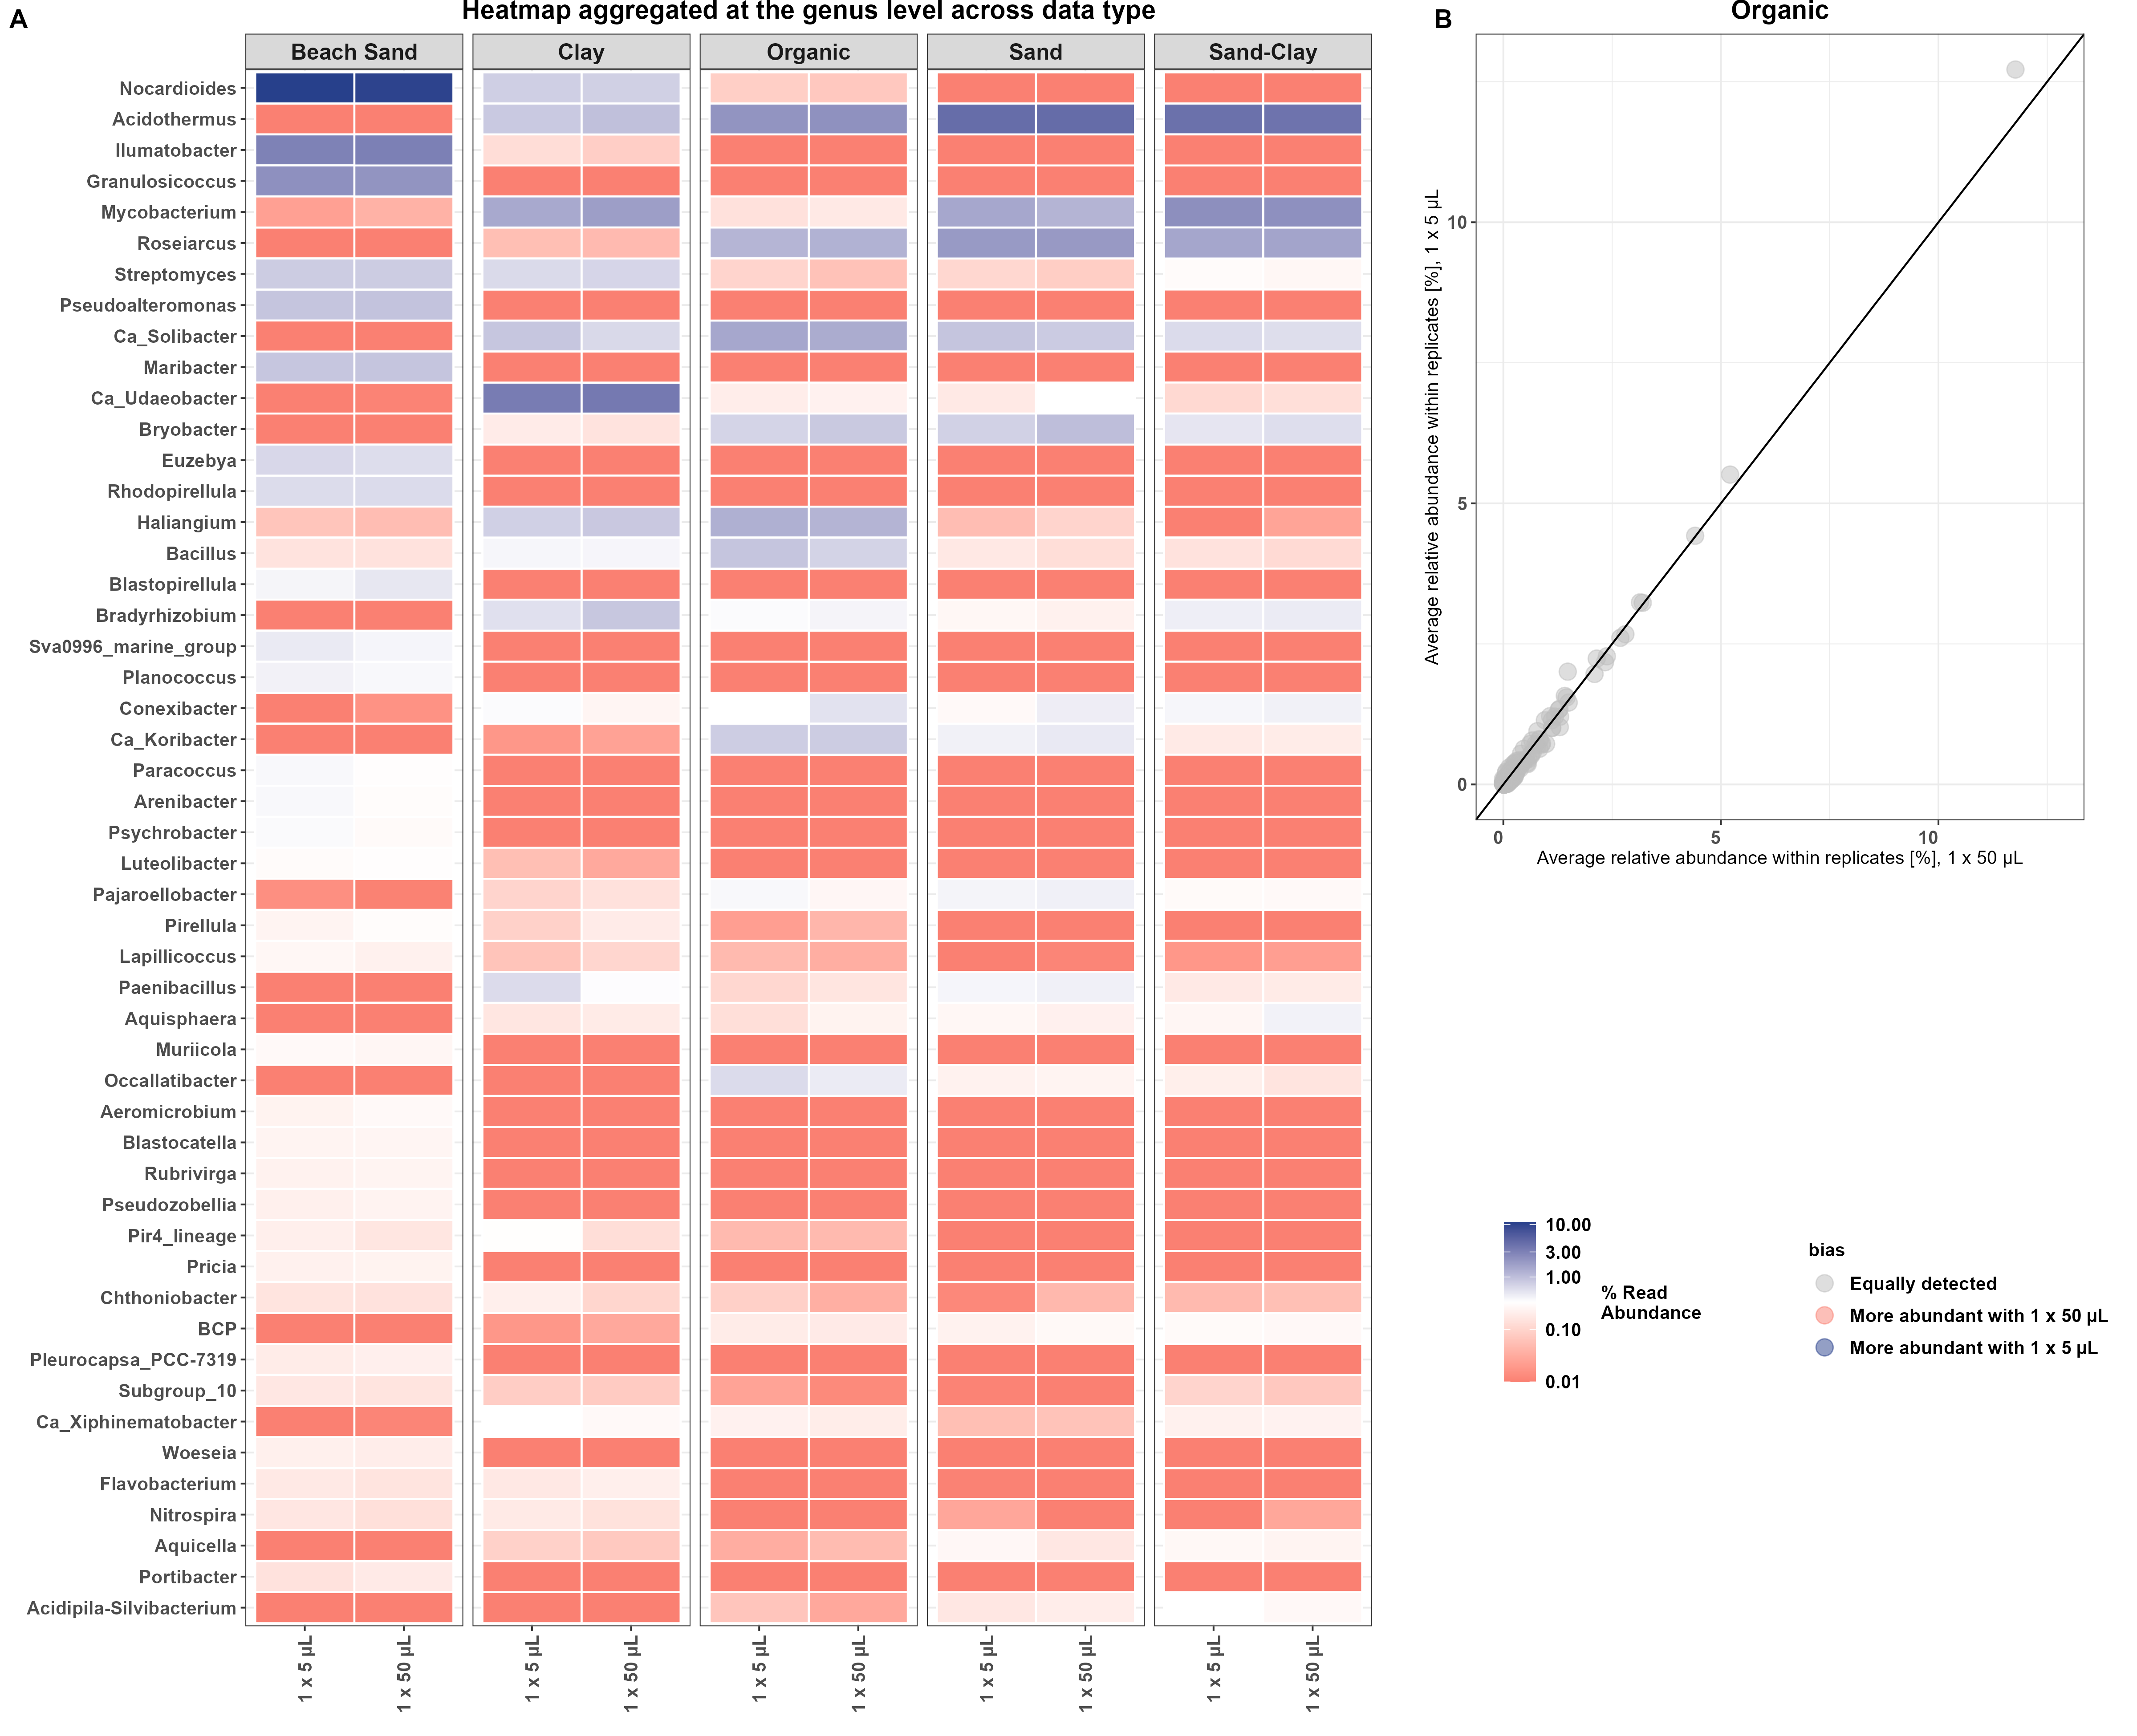 A
Heatmap aggregated at the genus level across data type
Beach Sand
Clay
Organic
Sand
Sand-Clay
Nocardioides
Acidothermus
Ilumatobacter
Granulosicoccus
Mycobacterium
Roseiarcus
Streptomyces
Pseudoalteromonas
Ca_Solibacter
Maribacter
Ca_Udaeobacter
Bryobacter
Euzebya
Rhodopirellula
Haliangium
Bacillus
Blastopirellula
Bradyrhizobium
Sva0996_marine_group
Planococcus
Conexibacter
Ca_Koribacter
Paracoccus
Arenibacter
Psychrobacter
Luteolibacter
Pajaroellobacter
Pirellula
Lapillicoccus
Paenibacillus
Aquisphaera
Muriicola
Occallatibacter
Aeromicrobium
Blastocatella
Rubrivirga
Pseudozobellia
Pir4_lineage
Pricia
Chthoniobacter
BCP
Pleurocapsa_PCC-7319
Subgroup_10
Ca_Xiphinematobacter
Woeseia
Flavobacterium
Nitrospira
Aquicella
Portibacter
Acidipila-Silvibacterium
1 x 5 µL
1 x 50 µL
1 x 5 µL
1 x 50 µL
1 x 5 µL
1 x 50 µL
1 x 5 µL
1 x 50 µL
1 x 5 µL
1 x 50 µL
B
Organic
Average relative abundance within replicates [%], 1 x 5 µL
10
5
0
0
5
10
Average relative abundance within replicates [%], 1 x 50 µL
10.00
3.00
1.00
0.10
0.01
% Read
Abundance
bias
Equally detected
More abundant with 1 x 50 µL
More abundant with 1 x 5 µL